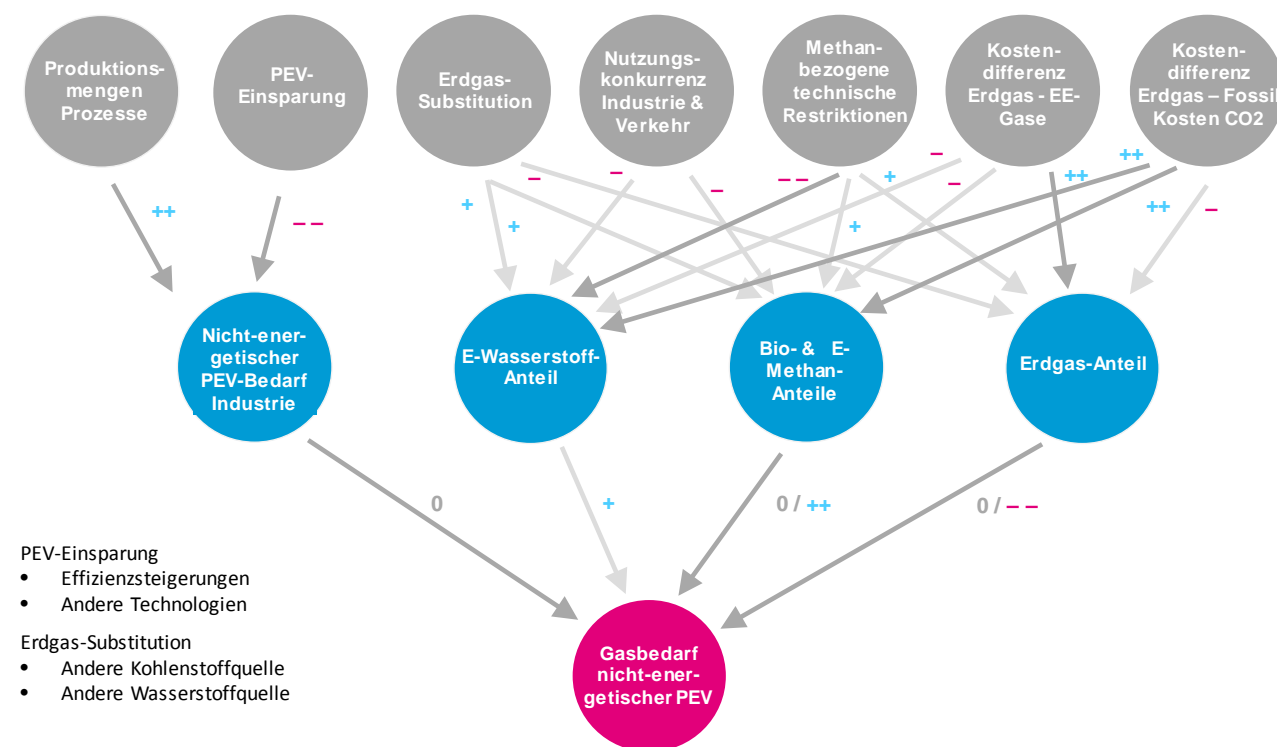 Produktions-
mengen
Prozesse
PEV-
Einsparung
Erdgas-
Substitution
Nutzungs-
konkurrenz
Industrie &
Verkehr
Methan-
bezogene
technische
Restriktionen
Kosten-
differenz
Erdgas - EE-
Gase
Kosten-
differenz
Erdgas – Fossil
Kosten CO2
++
– –
+
+
–
–
–
– –
+
+
–
–
++
++
++
–
Nicht-ener-
getischer
PEV-Bedarf
Industrie
E-Wasserstoff-
Anteil
Bio- & E-
Methan-
Anteile
Erdgas-Anteil
0
+
0 / ++
0 / – –
PEV-Einsparung
• Effizienzsteigerungen
• Andere Technologien
Erdgas-Substitution
• Andere Kohlenstoffquelle
• Andere Wasserstoffquelle
Gasbedarf
nicht-ener-
getischer PEV